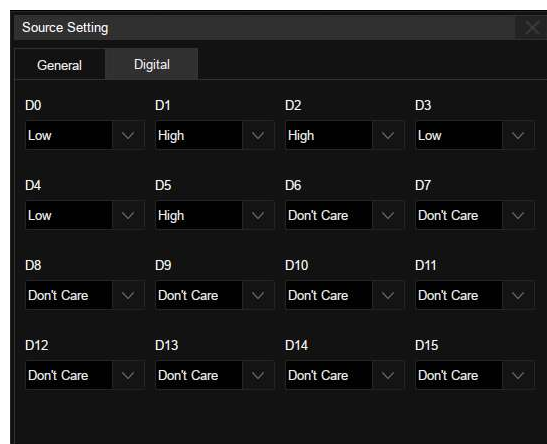 Source Setting
General Digital
D0 D1 D2 D3
Low High High Low
D4 D5 D6 D7
Low High Don't Care Don't Care
D8 D9 D10 D11
Don't Care Don't Care Don't Care Don't Care
D12 D13 D14 D15
Don't Care Don't Care Don't Care Don't Care